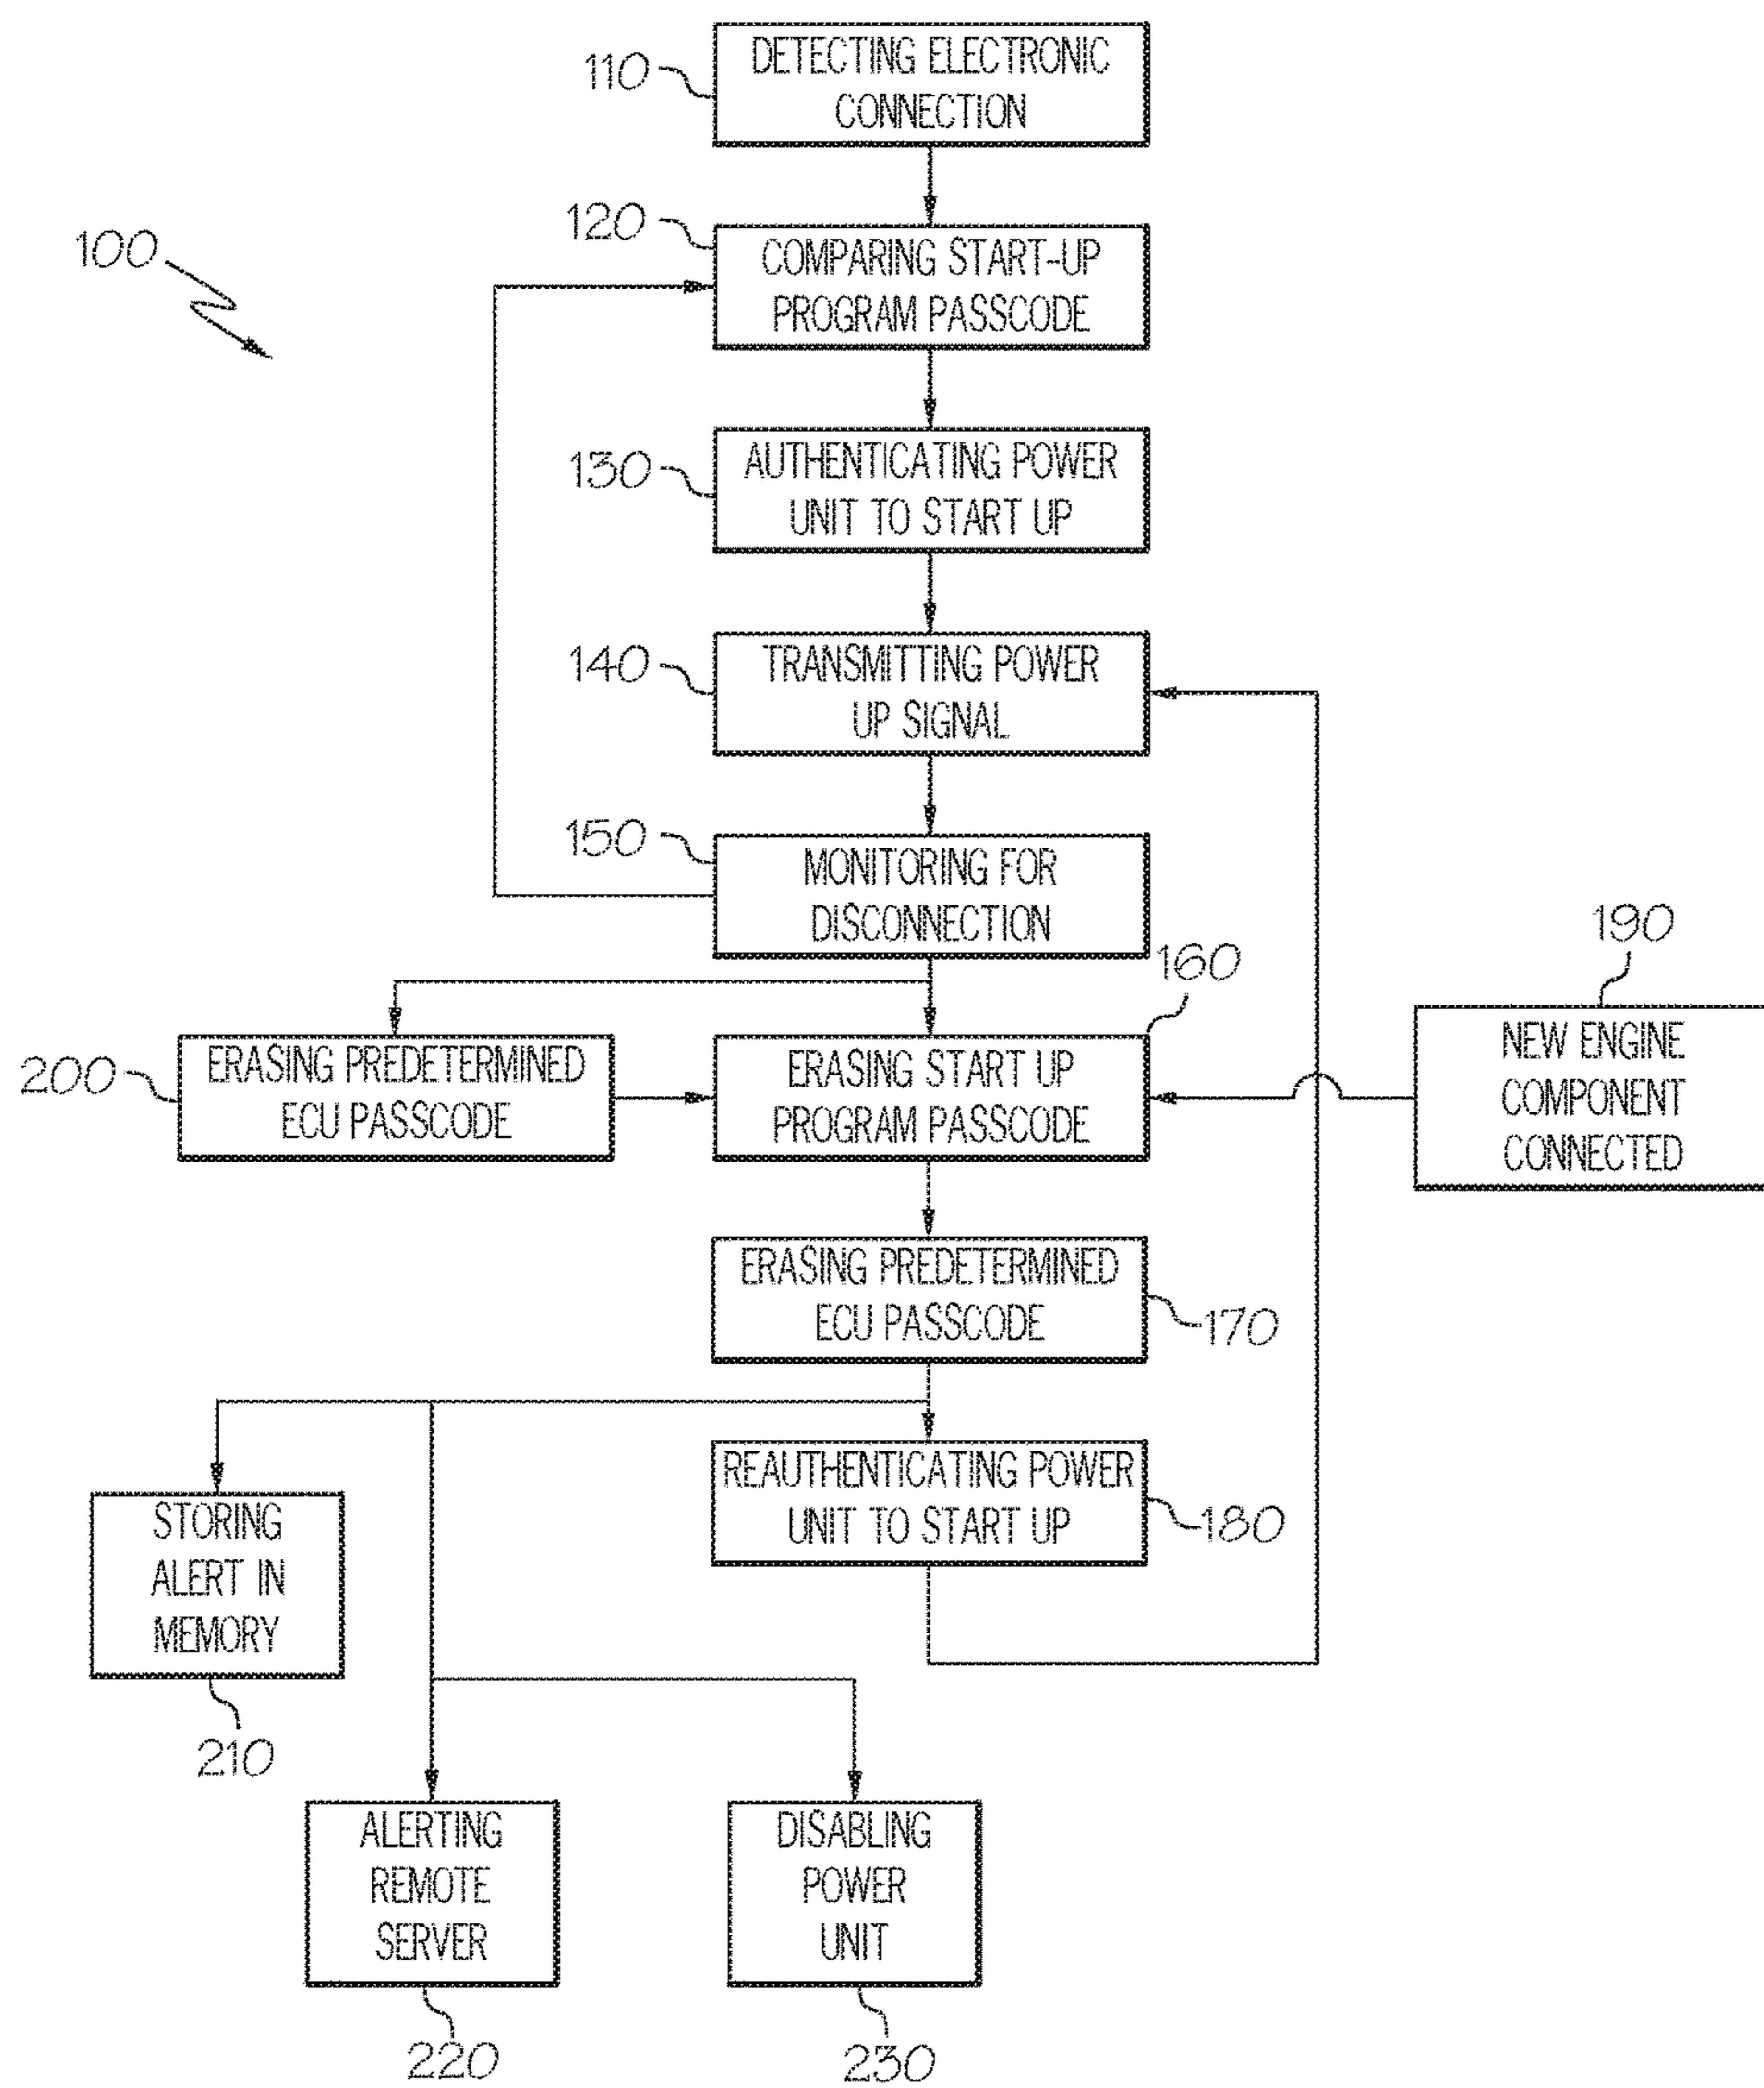 110
DETECTING ELECTRONIC
CONNECTION
100
120
COMPARING START-UP
PROGRAM PASSCODE
130
AUTHENTICATING POWER
UNIT TO START UP
140
TRANSMITTING POWER
UP SIGNAL
150
MONITORING FOR
DISCONNECTION
160
190
200
ERASING PREDETERMINED
ECU PASSCODE
ERASING START UP
PROGRAM PASSCODE
NEW ENGINE
COMPONENT
CONNECTED
ERASING PREDETERMINED
ECU PASSCODE
170
REAUTHENTICATING POWER
UNIT TO START UP
180
STORING
ALERT IN
MEMORY
210
ALERTING
REMOTE
SERVER
220
DISABLING
POWER
UNIT
230